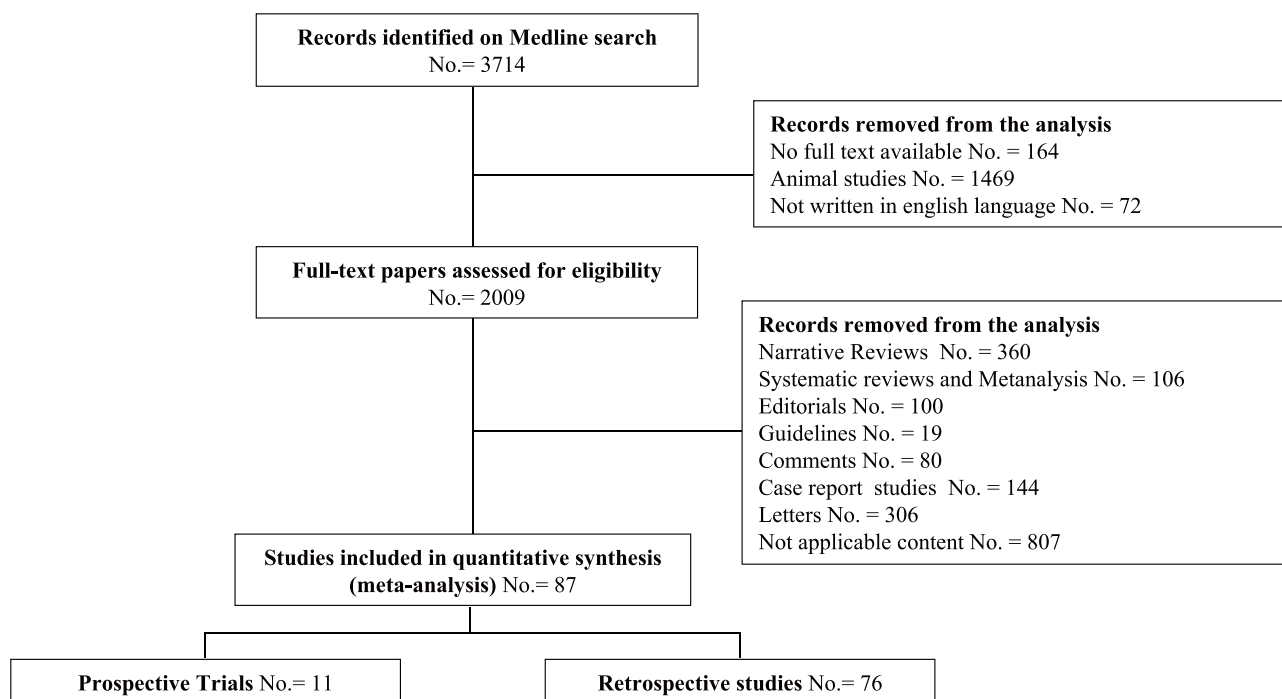 Records identified on Medline search
No.= 3714
Records removed from the analysis
No full text available No. = 164
Animal studies No. = 1469
Not written in english language No. = 72
Full-text papers assessed for eligibility
No.= 2009
Records removed from the analysis
Narrative Reviews No. = 360
Systematic reviews and Metanalysis No. = 106
Editorials No. = 100
Guidelines No. = 19
Comments No. = 80
Case report studies No. = 144
Letters No. = 306
Not applicable content No. = 807
Studies included in quantitative synthesis
(meta-analysis) No.= 87
Prospective Trials No.= 11
Retrospective studies No.= 76